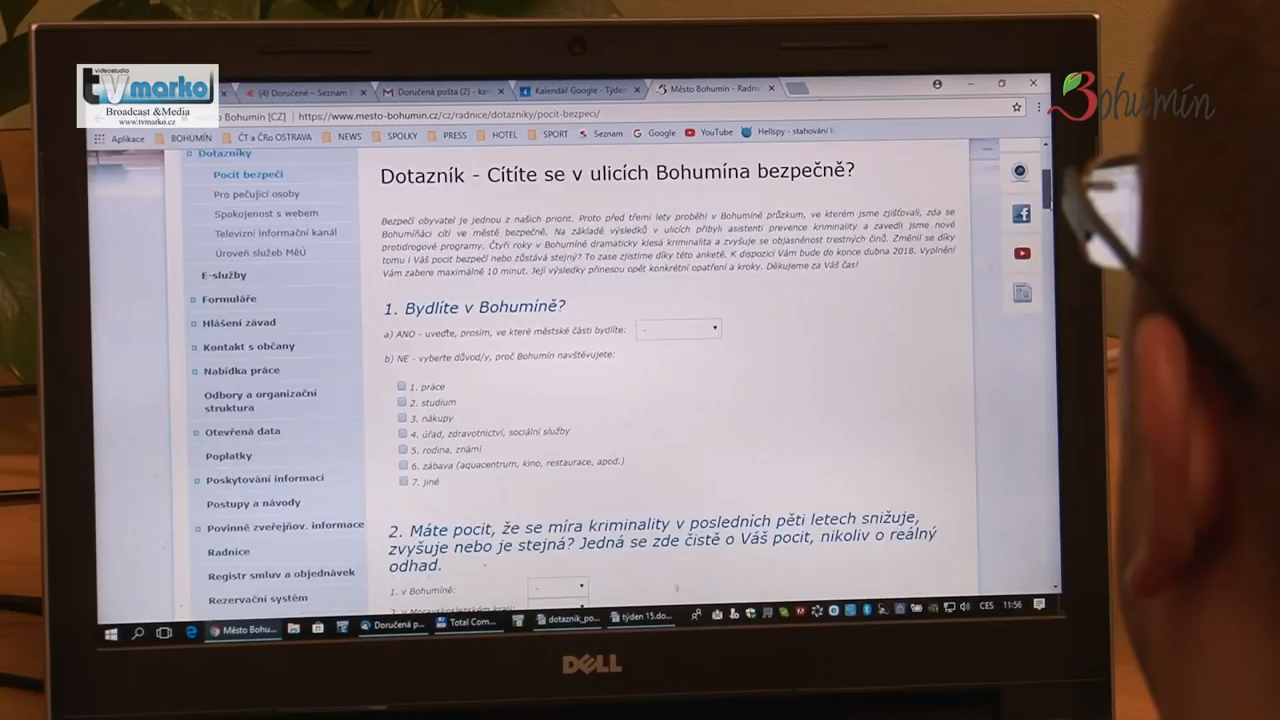 videostudio
tvmarko
Broadcast &Media
www.tvmarko.cz
Bohumín
(4) Doručené – Seznam
Doručená pošta (2) - ka
Kalendář Google - Týde
Město Bohumín - Radni
Město Bohumín [CZ]
https://www.mesto-bohumin.cz/cz/radnice/dotazniky/pocit-bezpeci/
Aplikace
BOHUMÍN
ČT a ČRo OSTRAVA
NEWS
SPOLKY
PRESS
HOTEL
SPORT
Seznam
Google
YouTube
Hellspy - stahování
Dotazníky
Pocit bezpečí
Pro pečující osoby
Spokojenost s webem
Televizní informační kanál
Úroveň služeb MěÚ
E-služby
Formuláře
Hlášení závad
Kontakt s občany
Nabídka práce
Odbory a organizační
struktura
Otevřená data
Poplatky
Poskytování informací
Postupy a návody
Povinně zveřejňov. informace
Radnice
Registr smluv a objednávek
Rezervační systém
Dotazník - Cítíte se v ulicích Bohumína bezpečně?
Bezpečí obyvatel je jednou z našich priorit. Proto před třemi lety proběhl v Bohumíně průzkum, ve kterém jsme zjišťovali, zda se
Bohumíňáci cítí ve městě bezpečně. Na základě výsledků v ulicích přibyli asistenti prevence kriminality a zavedli jsme nové
protidrogové programy. Čtyři roky v Bohumíně dramaticky klesá kriminalita a zvyšuje se objasněnost trestných činů. Změnil se díky
tomu i Váš pocit bezpečí nebo zůstává stejný? To zase zjistíme díky této anketě. K dispozici Vám bude do konce dubna 2018. Vyplnění
Vám zabere maximálně 10 minut. Její výsledky přinesou opět konkrétní opatření a kroky. Děkujeme za Váš čas!
1. Bydlíte v Bohumíně?
a) ANO - uveďte, prosím, ve které městské části bydlíte:
b) NE - vyberte důvod/y, proč Bohumín navštěvujete:
1. práce
2. studium
3. nákupy
4. úřad, zdravotnictví, sociální služby
5. rodina, známí
6. zábava (aquacentrum, kino, restaurace, apod.)
7. jiné
2. Máte pocit, že se míra kriminality v posledních pěti letech snižuje,
zvyšuje nebo je stejná? Jedná se zde čistě o Váš pocit, nikoliv o reálný
odhad.
1. v Bohumíně:
2. v Moravskoslezském kraji:
Město Bohu...
Doručená p...
Total Com...
dotazník_po...
týden 15.do...
CES
11:56
DELL